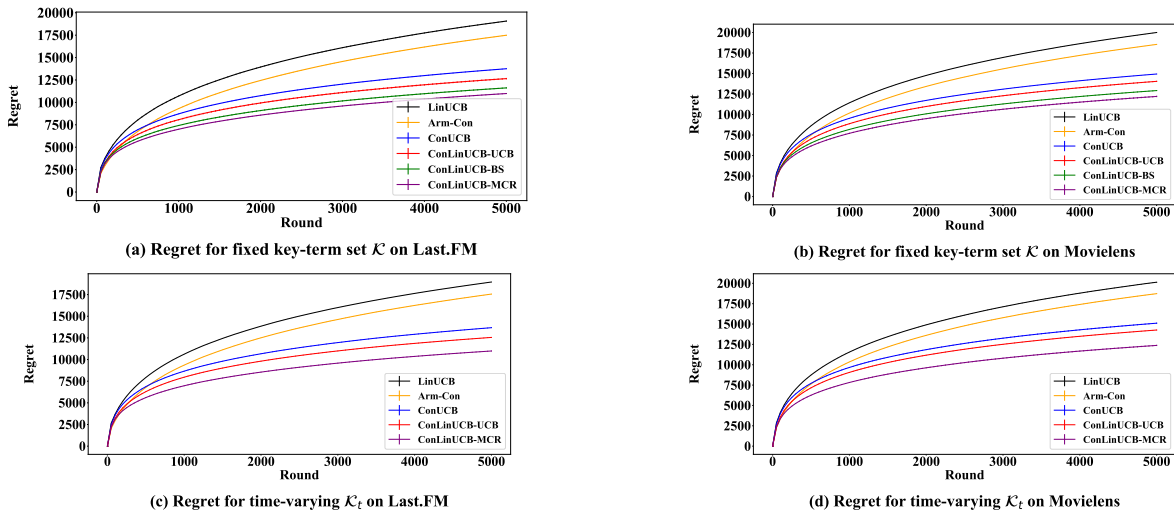 20000
17500
15000
12500
10000
7500
5000
2500
0
Regret
LinUCB
Arm-Con
ConUCB
ConLinUCB-UCB
ConLinUCB-BS
ConLinUCB-MCR
0 1000 2000 3000 4000 5000
Round
(a) Regret for fixed key-term set 𝒦 on Last.FM
20000
17500
15000
12500
10000
7500
5000
2500
0
Regret
LinUCB
Arm-Con
ConUCB
ConLinUCB-UCB
ConLinUCB-BS
ConLinUCB-MCR
0 1000 2000 3000 4000 5000
Round
(b) Regret for fixed key-term set 𝒦 on Movielens
17500
15000
12500
10000
7500
5000
2500
0
Regret
LinUCB
Arm-Con
ConUCB
ConLinUCB-UCB
ConLinUCB-MCR
0 1000 2000 3000 4000 5000
Round
(c) Regret for time-varying 𝒦ₜ on Last.FM
20000
17500
15000
12500
10000
7500
5000
2500
0
Regret
LinUCB
Arm-Con
ConUCB
ConLinUCB-UCB
ConLinUCB-MCR
0 1000 2000 3000 4000 5000
Round
(d) Regret for time-varying 𝒦ₜ on Movielens